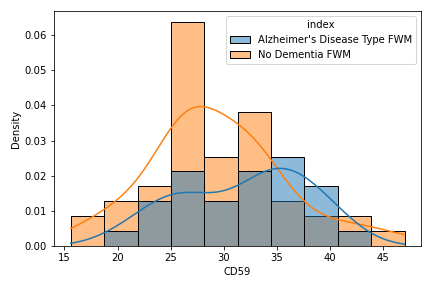 index
Alzheimer's Disease Type FWM
No Dementia FWM
Density
0.06
0.05
0.04
0.03
0.02
0.01
0.00
15 20 25 30 35 40 45
CD59